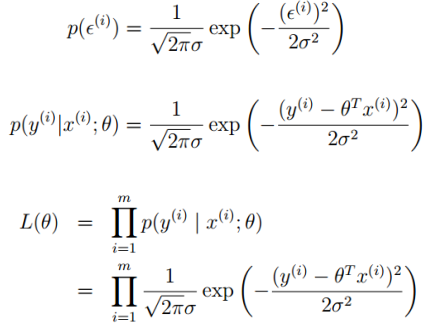 p(ϵ^{(i)}) = \frac{1}{\sqrt{2π}σ} exp ( − \frac{(ϵ^{(i)})^2}{2σ^2} )
p(y^{(i)}|x^{(i)}; θ) = \frac{1}{\sqrt{2π}σ} exp ( − \frac{(y^{(i)} − θ^T x^{(i)})^2}{2σ^2} )
L(θ) = \prod_{i=1}^{m} p(y^{(i)} | x^{(i)}; θ)
= \prod_{i=1}^{m} \frac{1}{\sqrt{2π}σ} exp ( − \frac{(y^{(i)} − θ^T x^{(i)})^2}{2σ^2} )